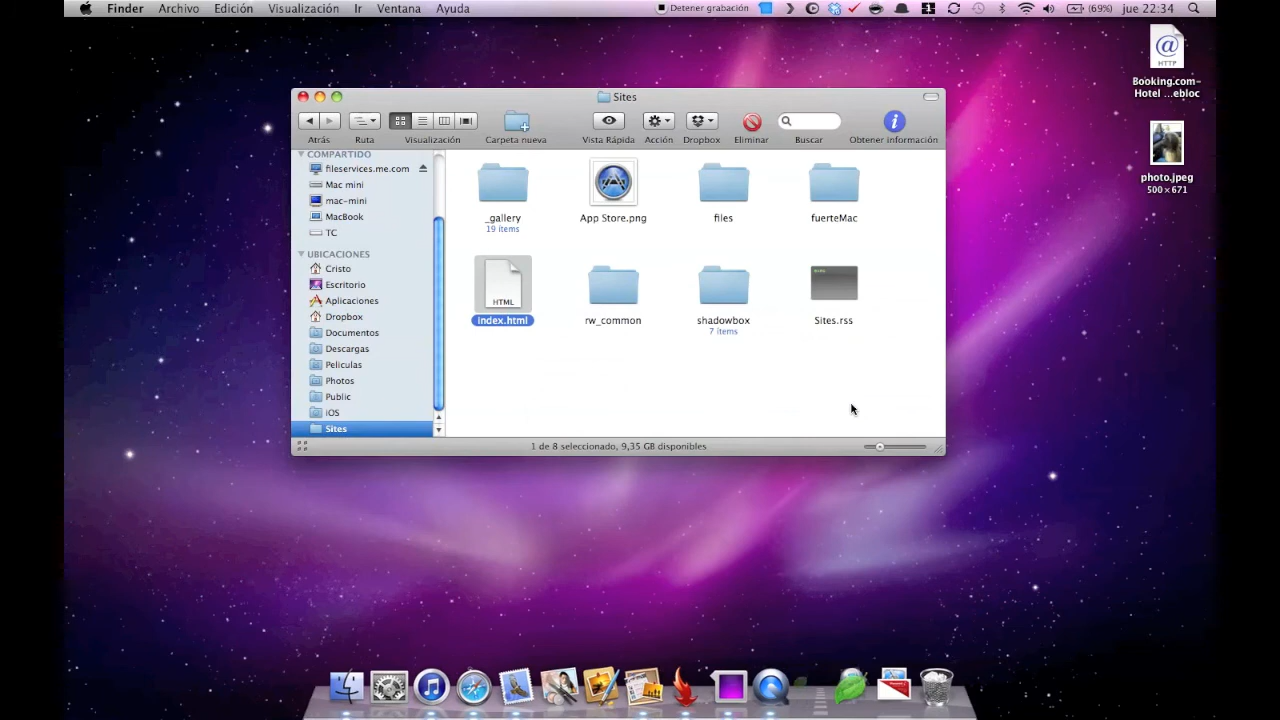 Finder Archivo Edición Visualización Ir Ventana Ayuda Detener grabación (69%) jue 22:34
@
HTTP
Booking.com–
Hotel ...ebloc
photo.jpeg
500×671
Sites
Atrás Ruta Visualización Carpeta nueva Vista Rápida Acción Dropbox Eliminar Buscar Obtener información
COMPARTIDO
fileservices.me.com
Mac mini
mac-mini
MacBook
TC
UBICACIONES
Cristo
Escritorio
Aplicaciones
Dropbox
Documentos
Descargas
Películas
Photos
Public
iOS
Sites
_gallery App Store.png files fuerteMac
19 ítems
HTML
index.html rw_common shadowbox Sites.rss
7 ítems
1 de 8 seleccionado, 9,35 GB disponibles